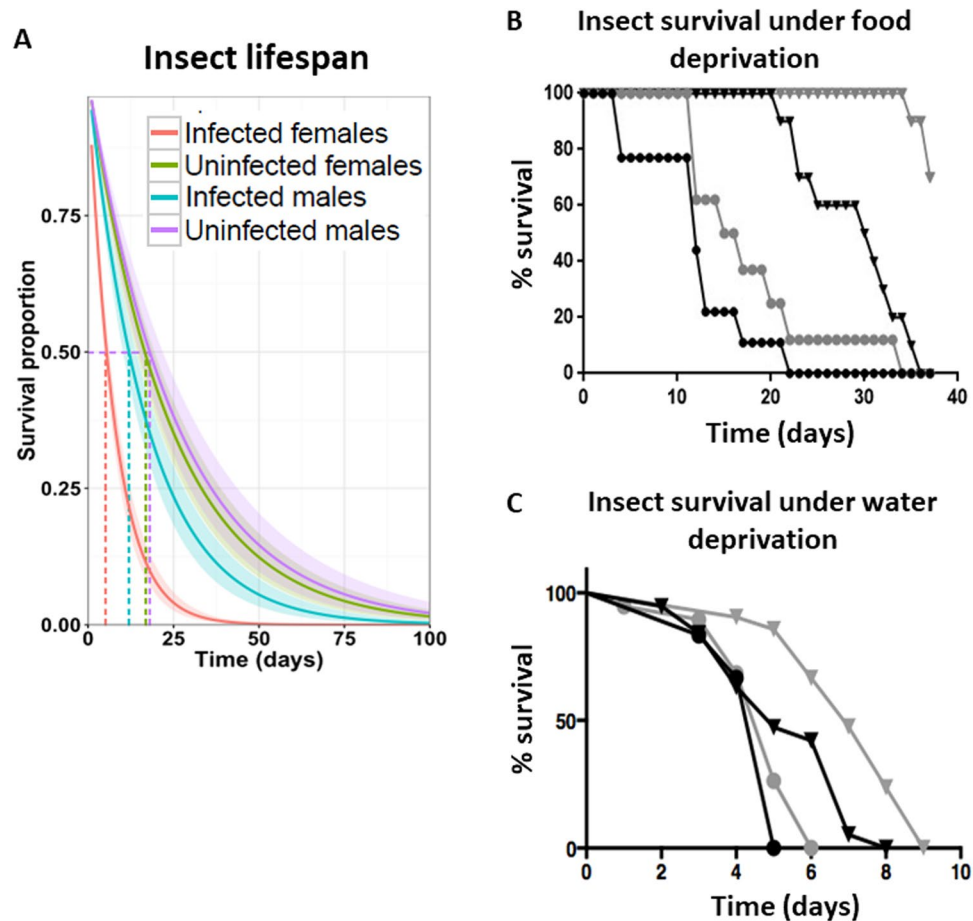 A
Insect lifespan
Infected females
Uninfected females
Infected males
Uninfected males
0.75
0.50
0.25
0.00
Survival proportion
0 25 50 75 100
Time (days)
B Insect survival under food
deprivation
100
80
60
40
20
0
% survival
0 10 20 30 40
Time (days)
C Insect survival under water
deprivation
100
50
0
% survival
0 2 4 6 8 10
Time (days)